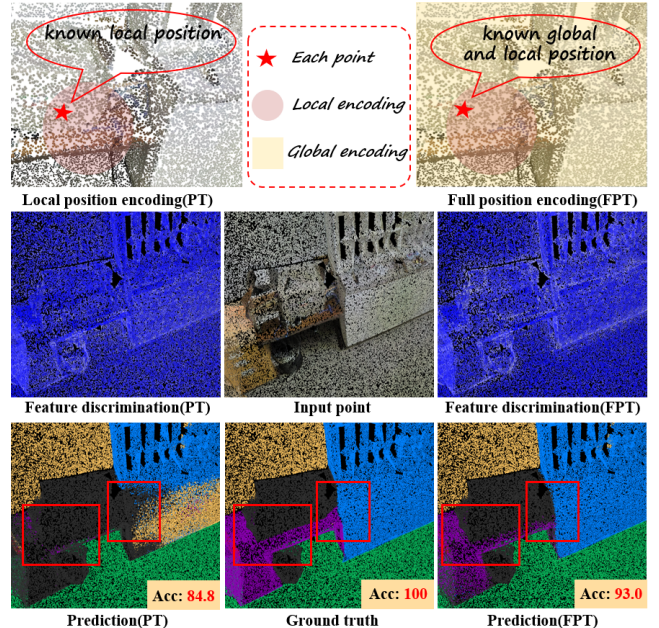 known local position
Each point
Local encoding
Global encoding
known global
and local position
Local position encoding(PT)
Full position encoding(FPT)
Feature discrimination(PT)
Input point
Feature discrimination(FPT)
Acc: 84.8
Acc: 100
Acc: 93.0
Prediction(PT)
Ground truth
Prediction(FPT)